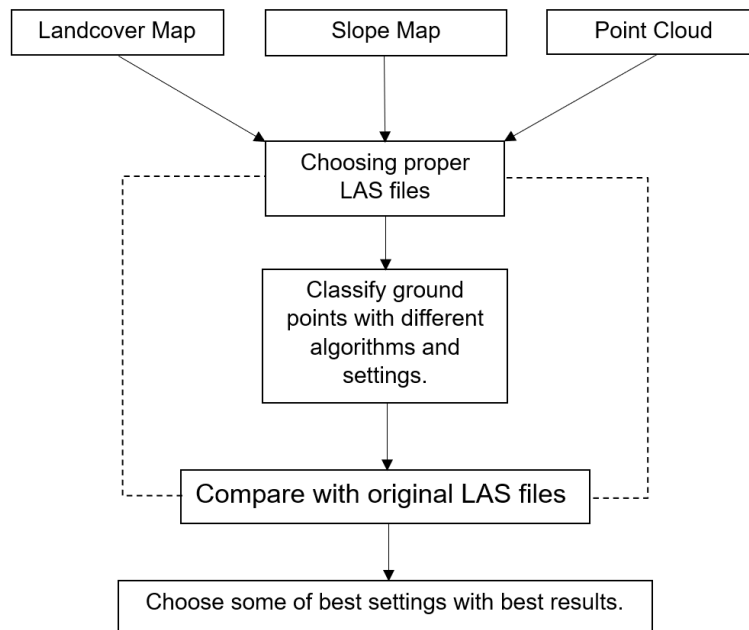 Landcover Map
Slope Map
Point Cloud
Choosing proper
LAS files
Classify ground
points with different
algorithms and
settings.
Compare with original LAS files
Choose some of best settings with best results.